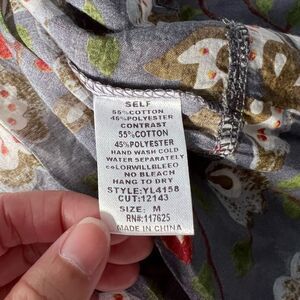 SELF
55%COTTON
45%POLYESTER
CONTRAST
55%COTTON
45%POLYESTER
HAND WASH COLD
WATER SEPARATELY
COLORWILLBLEEO
NO BLEACH
HANG TO DRY
STYLE:YL4158
CUT:12143
SIZE: M
RN#:117625
MADE IN CHINA